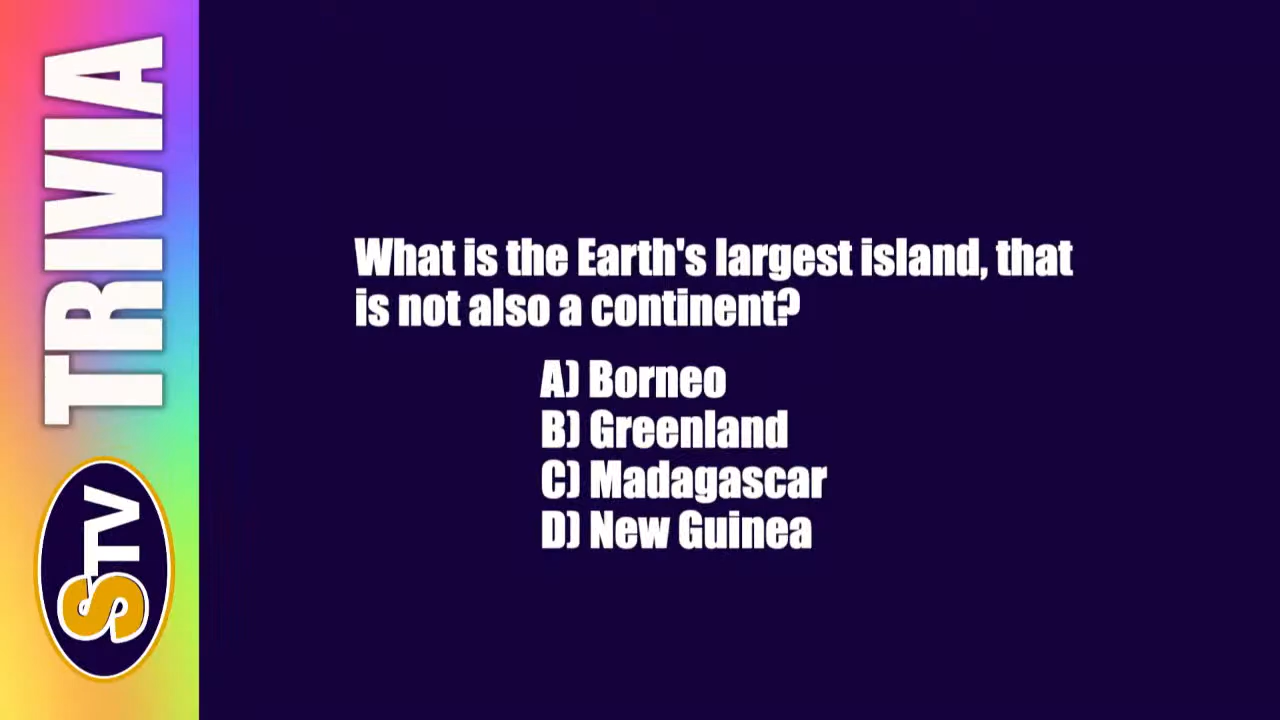 TRIVIA
STV
What is the Earth's largest island, that
is not also a continent?
A) Borneo
B) Greenland
C) Madagascar
D) New Guinea